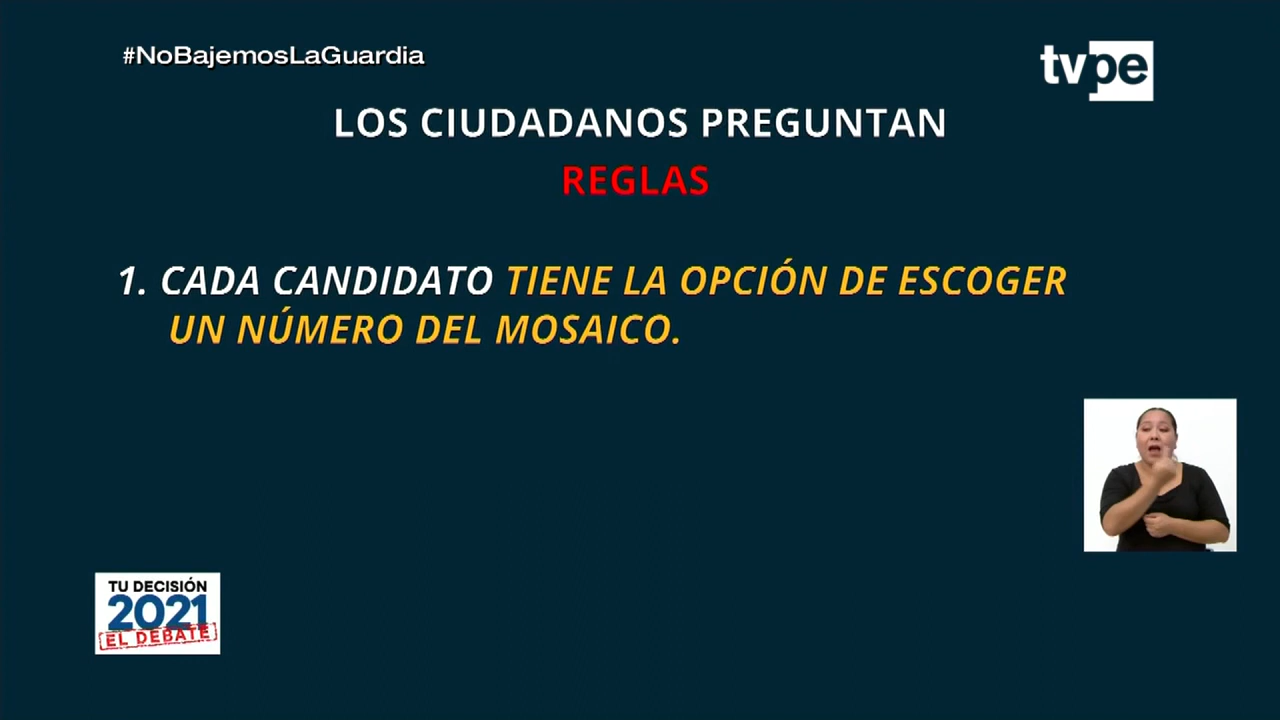 #NoBajemosLaGuardia
tvpe
LOS CIUDADANOS PREGUNTAN
REGLAS
1. CADA CANDIDATO TIENE LA OPCIÓN DE ESCOGER
UN NÚMERO DEL MOSAICO.
TU DECISIÓN
2021
EL DEBATE